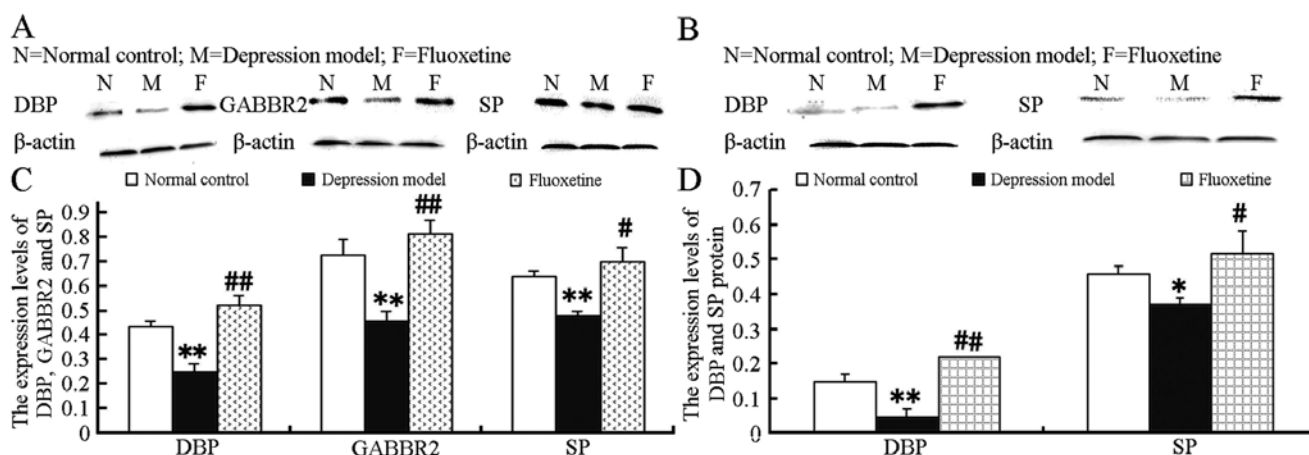 A
N=Normal control; M=Depression model; F=Fluoxetine
N M F N M F N M F
DBP GABBR2 SP
β-actin β-actin β-actin
B
N=Normal control; M=Depression model; F=Fluoxetine
N M F N M F
DBP SP
β-actin β-actin
C
Normal control Depression model Fluoxetine
The expression levels of
DBP, GABBR2 and SP
0.9
0.8
0.7
0.6
0.5
0.4
0.3
0.2
0.1
0
** ## ** ## ** #
DBP GABBR2 SP
D
Normal control Depression model Fluoxetine
The expression levels of
DBP and SP protein
0.7
0.6
0.5
0.4
0.3
0.2
0.1
0
** ## * #
DBP SP